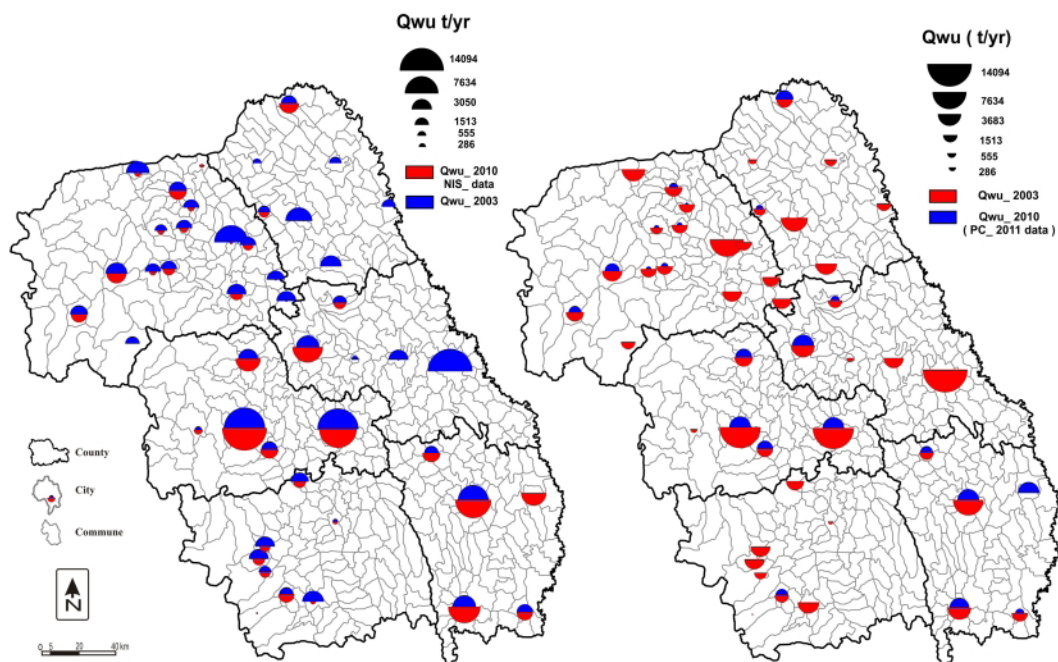 Qwu t/yr
14094
7634
3050
1513
555
286
Qwu_ 2010
NIS_ data
Qwu_ 2003
Qwu ( t/yr)
14094
7634
3683
1513
555
286
Qwu_ 2003
Qwu_ 2010
( PC_ 2011 data )
County
City
Commune
N
0 5 20 40 km